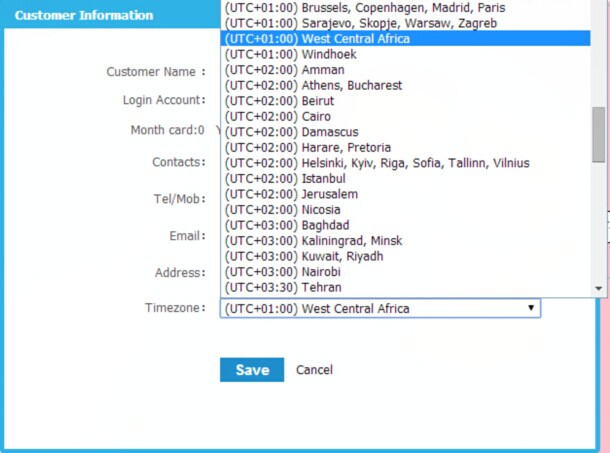 Customer Information
(UTC+01:00) Brussels, Copenhagen, Madrid, Paris
(UTC+01:00) Sarajevo, Skopje, Warsaw, Zagreb
(UTC+01:00) West Central Africa
(UTC+01:00) Windhoek
(UTC+02:00) Amman
(UTC+02:00) Athens, Bucharest
(UTC+02:00) Beirut
(UTC+02:00) Cairo
(UTC+02:00) Damascus
(UTC+02:00) Harare, Pretoria
(UTC+02:00) Helsinki, Kyiv, Riga, Sofia, Tallinn, Vilnius
(UTC+02:00) Istanbul
(UTC+02:00) Jerusalem
(UTC+02:00) Nicosia
(UTC+03:00) Baghdad
(UTC+03:00) Kaliningrad, Minsk
(UTC+03:00) Kuwait, Riyadh
(UTC+03:00) Nairobi
(UTC+03:30) Tehran
Customer Name :
Login Account:
Month card:0
Contacts:
Tel/Mob:
Email:
Address:
Timezone: (UTC+01:00) West Central Africa
Save Cancel